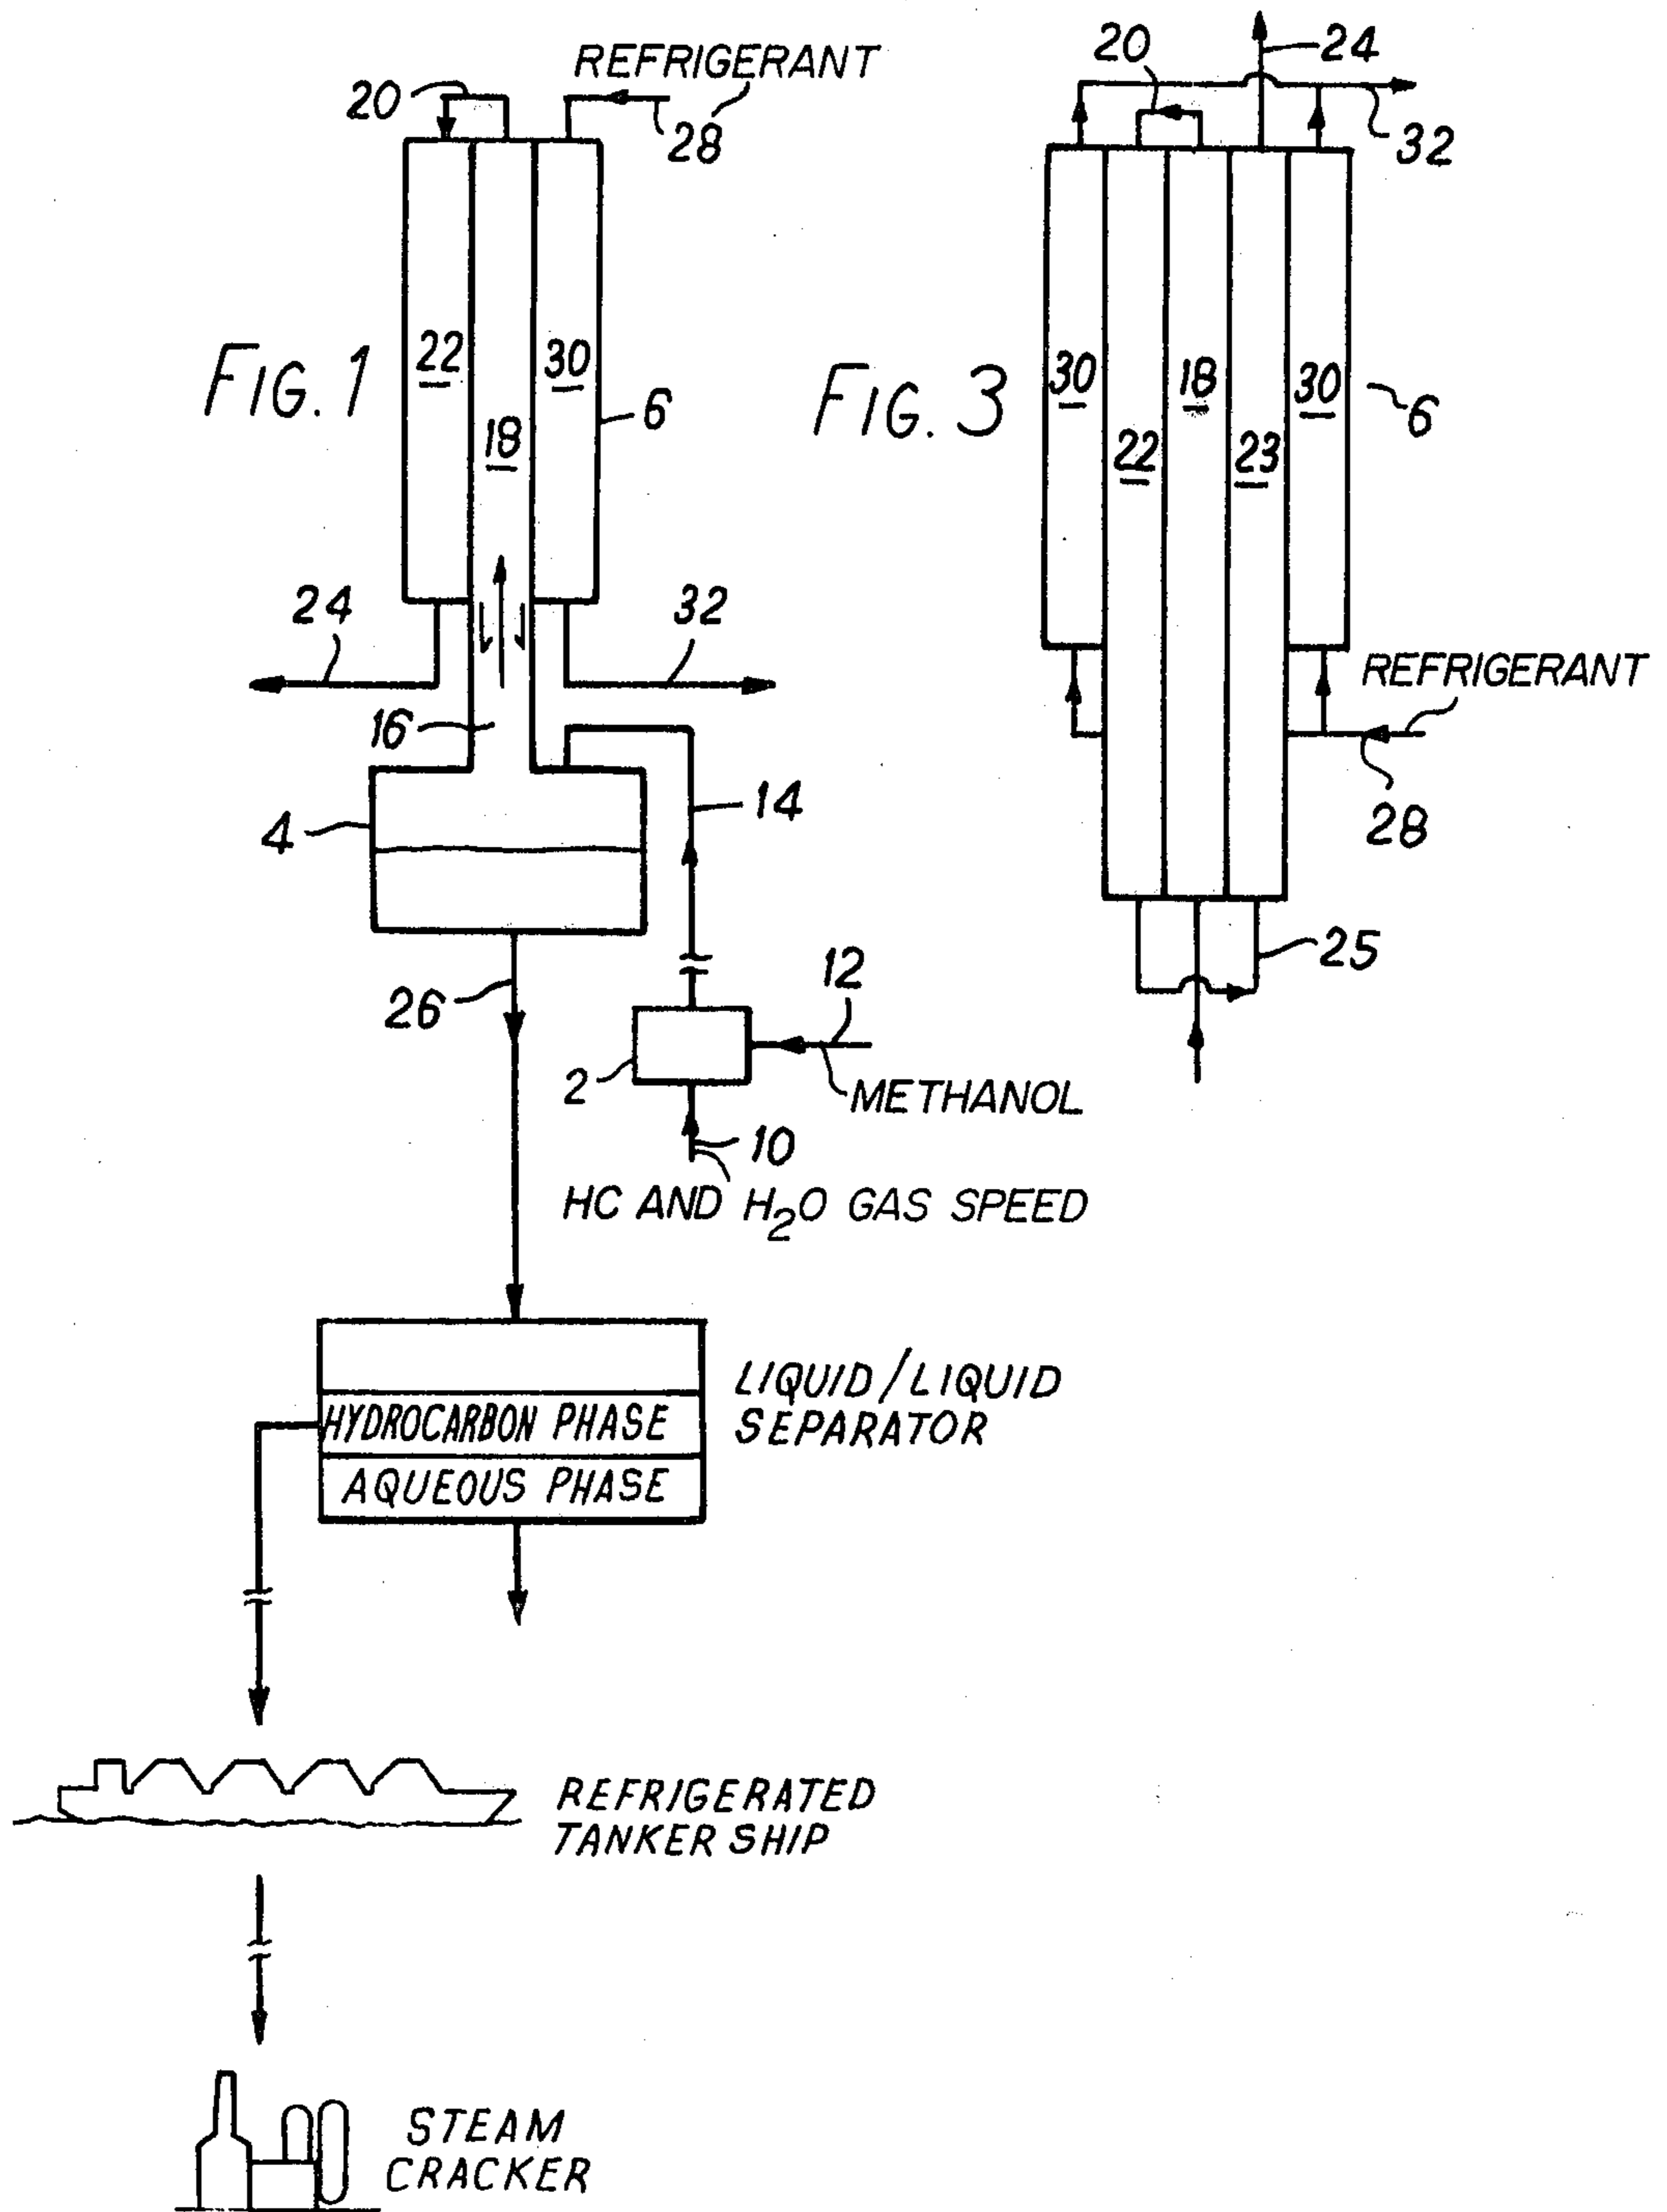 REFRIGERANT
20
28
22
18
30
6
FIG. 1
24
32
16
14
4
26
12
2
METHANOL
10
HC AND H2O GAS SPEED
LIQUID/LIQUID
SEPARATOR
HYDROCARBON PHASE
AQUEOUS PHASE
REFRIGERATED
TANKER SHIP
STEAM
CRACKER
20
24
32
30
18
30
6
22
23
FIG. 3
REFRIGERANT
28
25